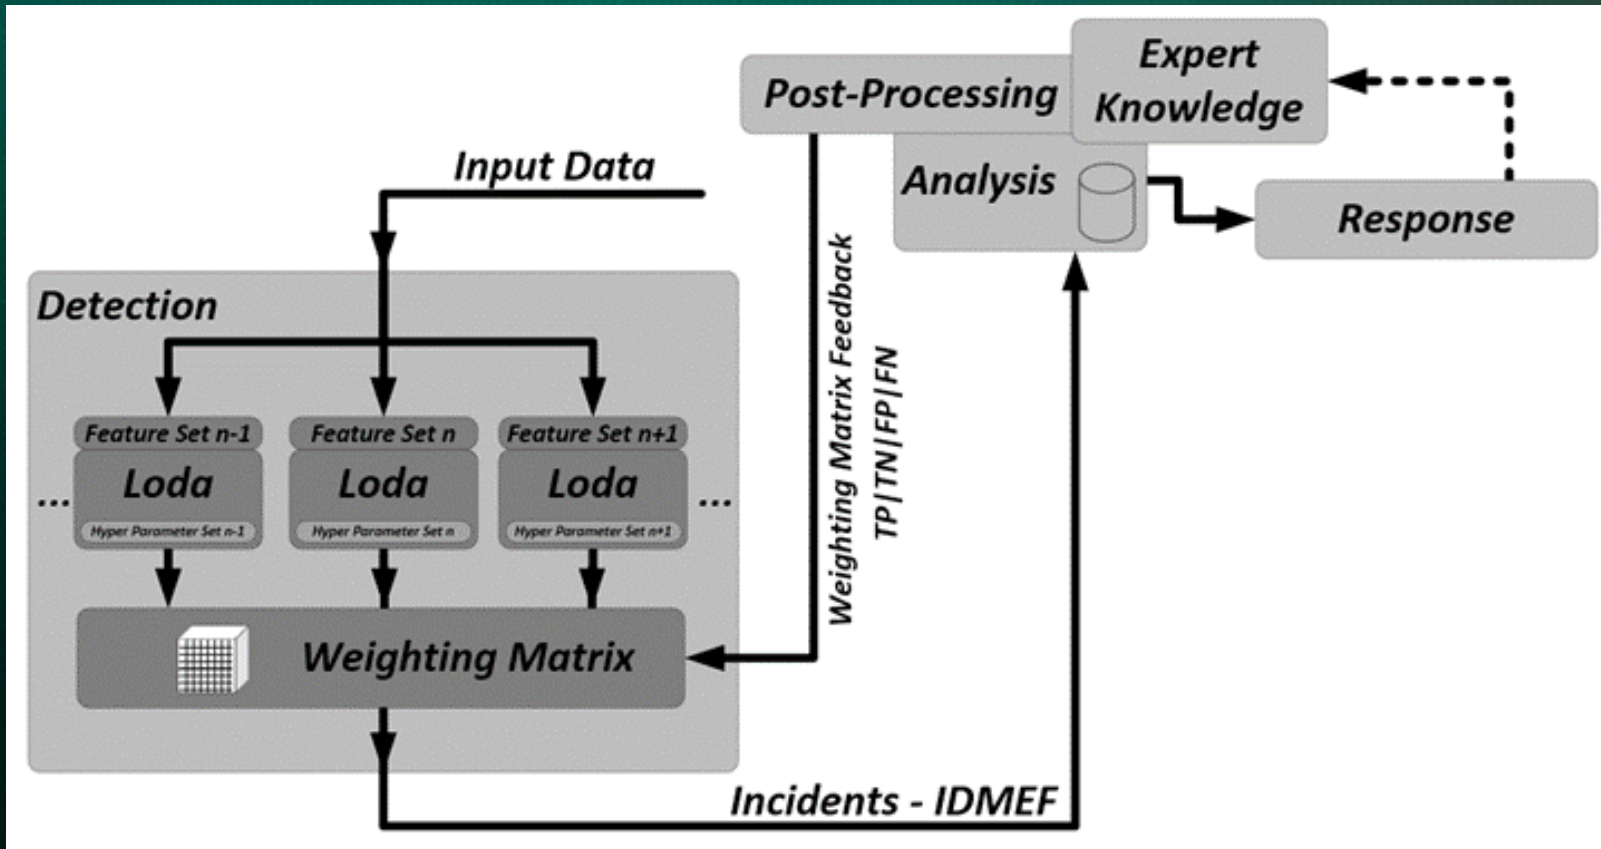 Expert
Knowledge
Post-Processing
Analysis
Response
Input Data
Detection
Feature Set n-1
Feature Set n
Feature Set n+1
...
Loda
Loda
Loda
...
Hyper Parameter Set n-1
Hyper Parameter Set n
Hyper Parameter Set n+1
Weighting Matrix
Weighting Matrix Feedback
TP|TN|FP|FN
Incidents - IDMEF